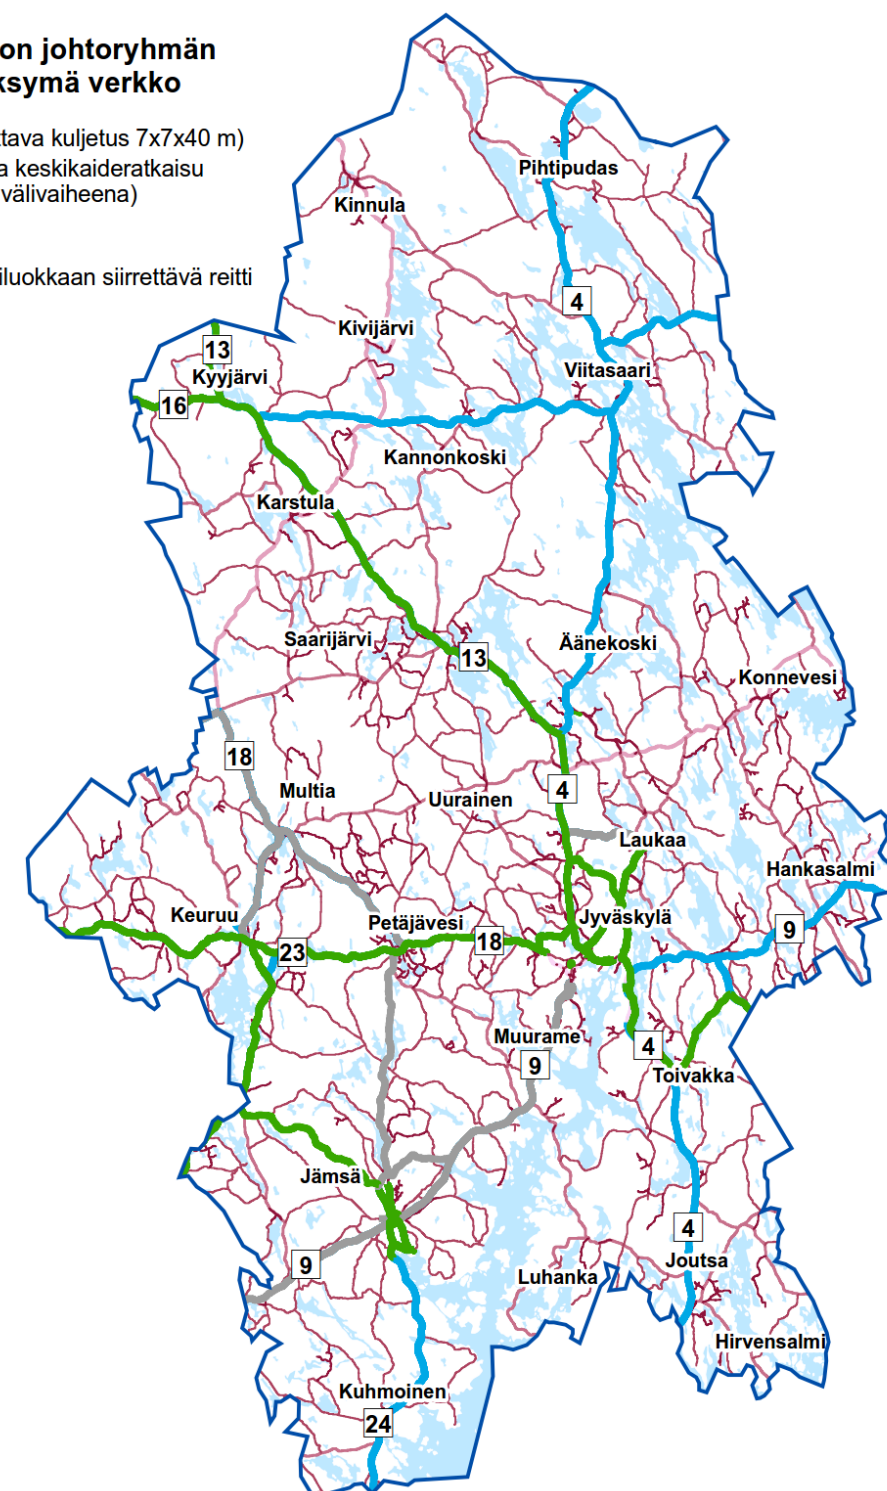 on johtoryhmän
ksymä verkko
ttava kuljetus 7x7x40 m)
a keskikaideratkaisu
välivaiheena)
iluokkaan siirrettävä reitti
Pihtipudas
Kinnula
4
Kivijärvi
13
Kyyjärvi
Viitasaari
16
Kannonkoski
Karstula
Saarijärvi
Äänekoski
13
Konnevesi
18
Multia
4
Uurainen
Laukaa
Hankasalmi
Keuruu
Petäjävesi
Jyväskylä
9
18
23
Muurame
4
9
Toivakka
Jämsä
4
9
Joutsa
Luhanka
Hirvensalmi
Kuhmoinen
24